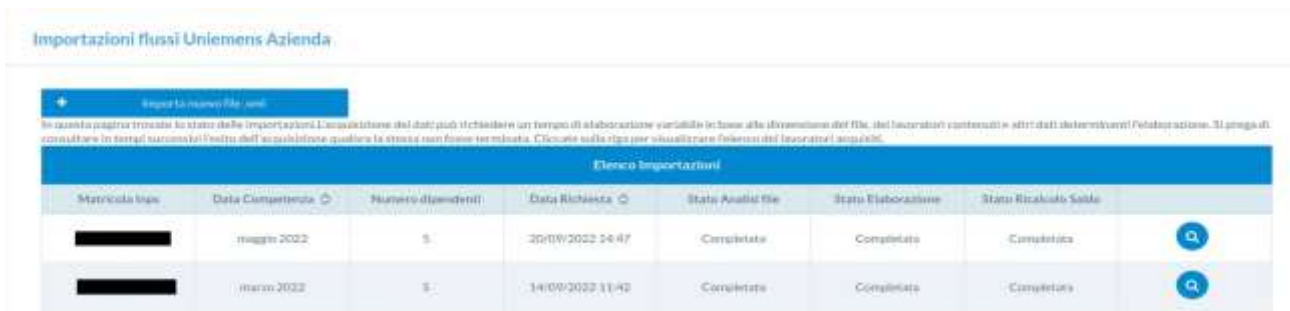 Importazioni flussi Uniemens Azienda
+ Importa nuovo file .xml
In questa pagina trovate lo stato delle importazioni. L'acquisizione dei dati può richiedere un tempo di elaborazione variabile in base alle dimensione del file, dei lavoratori contenuti e altri dati determinanti l'elaborazione. Si prega di
consultare in tempi successivi l'esito dell'acquisizione qualora la stessa non fosse terminata. Cliccate sulla riga per visualizzare l'elenco dei lavoratori acquisiti.
Elenco Importazioni
Matricola Inps Data Competenza Numero dipendenti Data Richiesta Stato Analisi file Stato Elaborazione Stato Ricalcolo Saldo
maggio 2022 5 20/09/2022 14:47 Completata Completata Completata
marzo 2022 5 14/09/2022 11:42 Completata Completata Completata